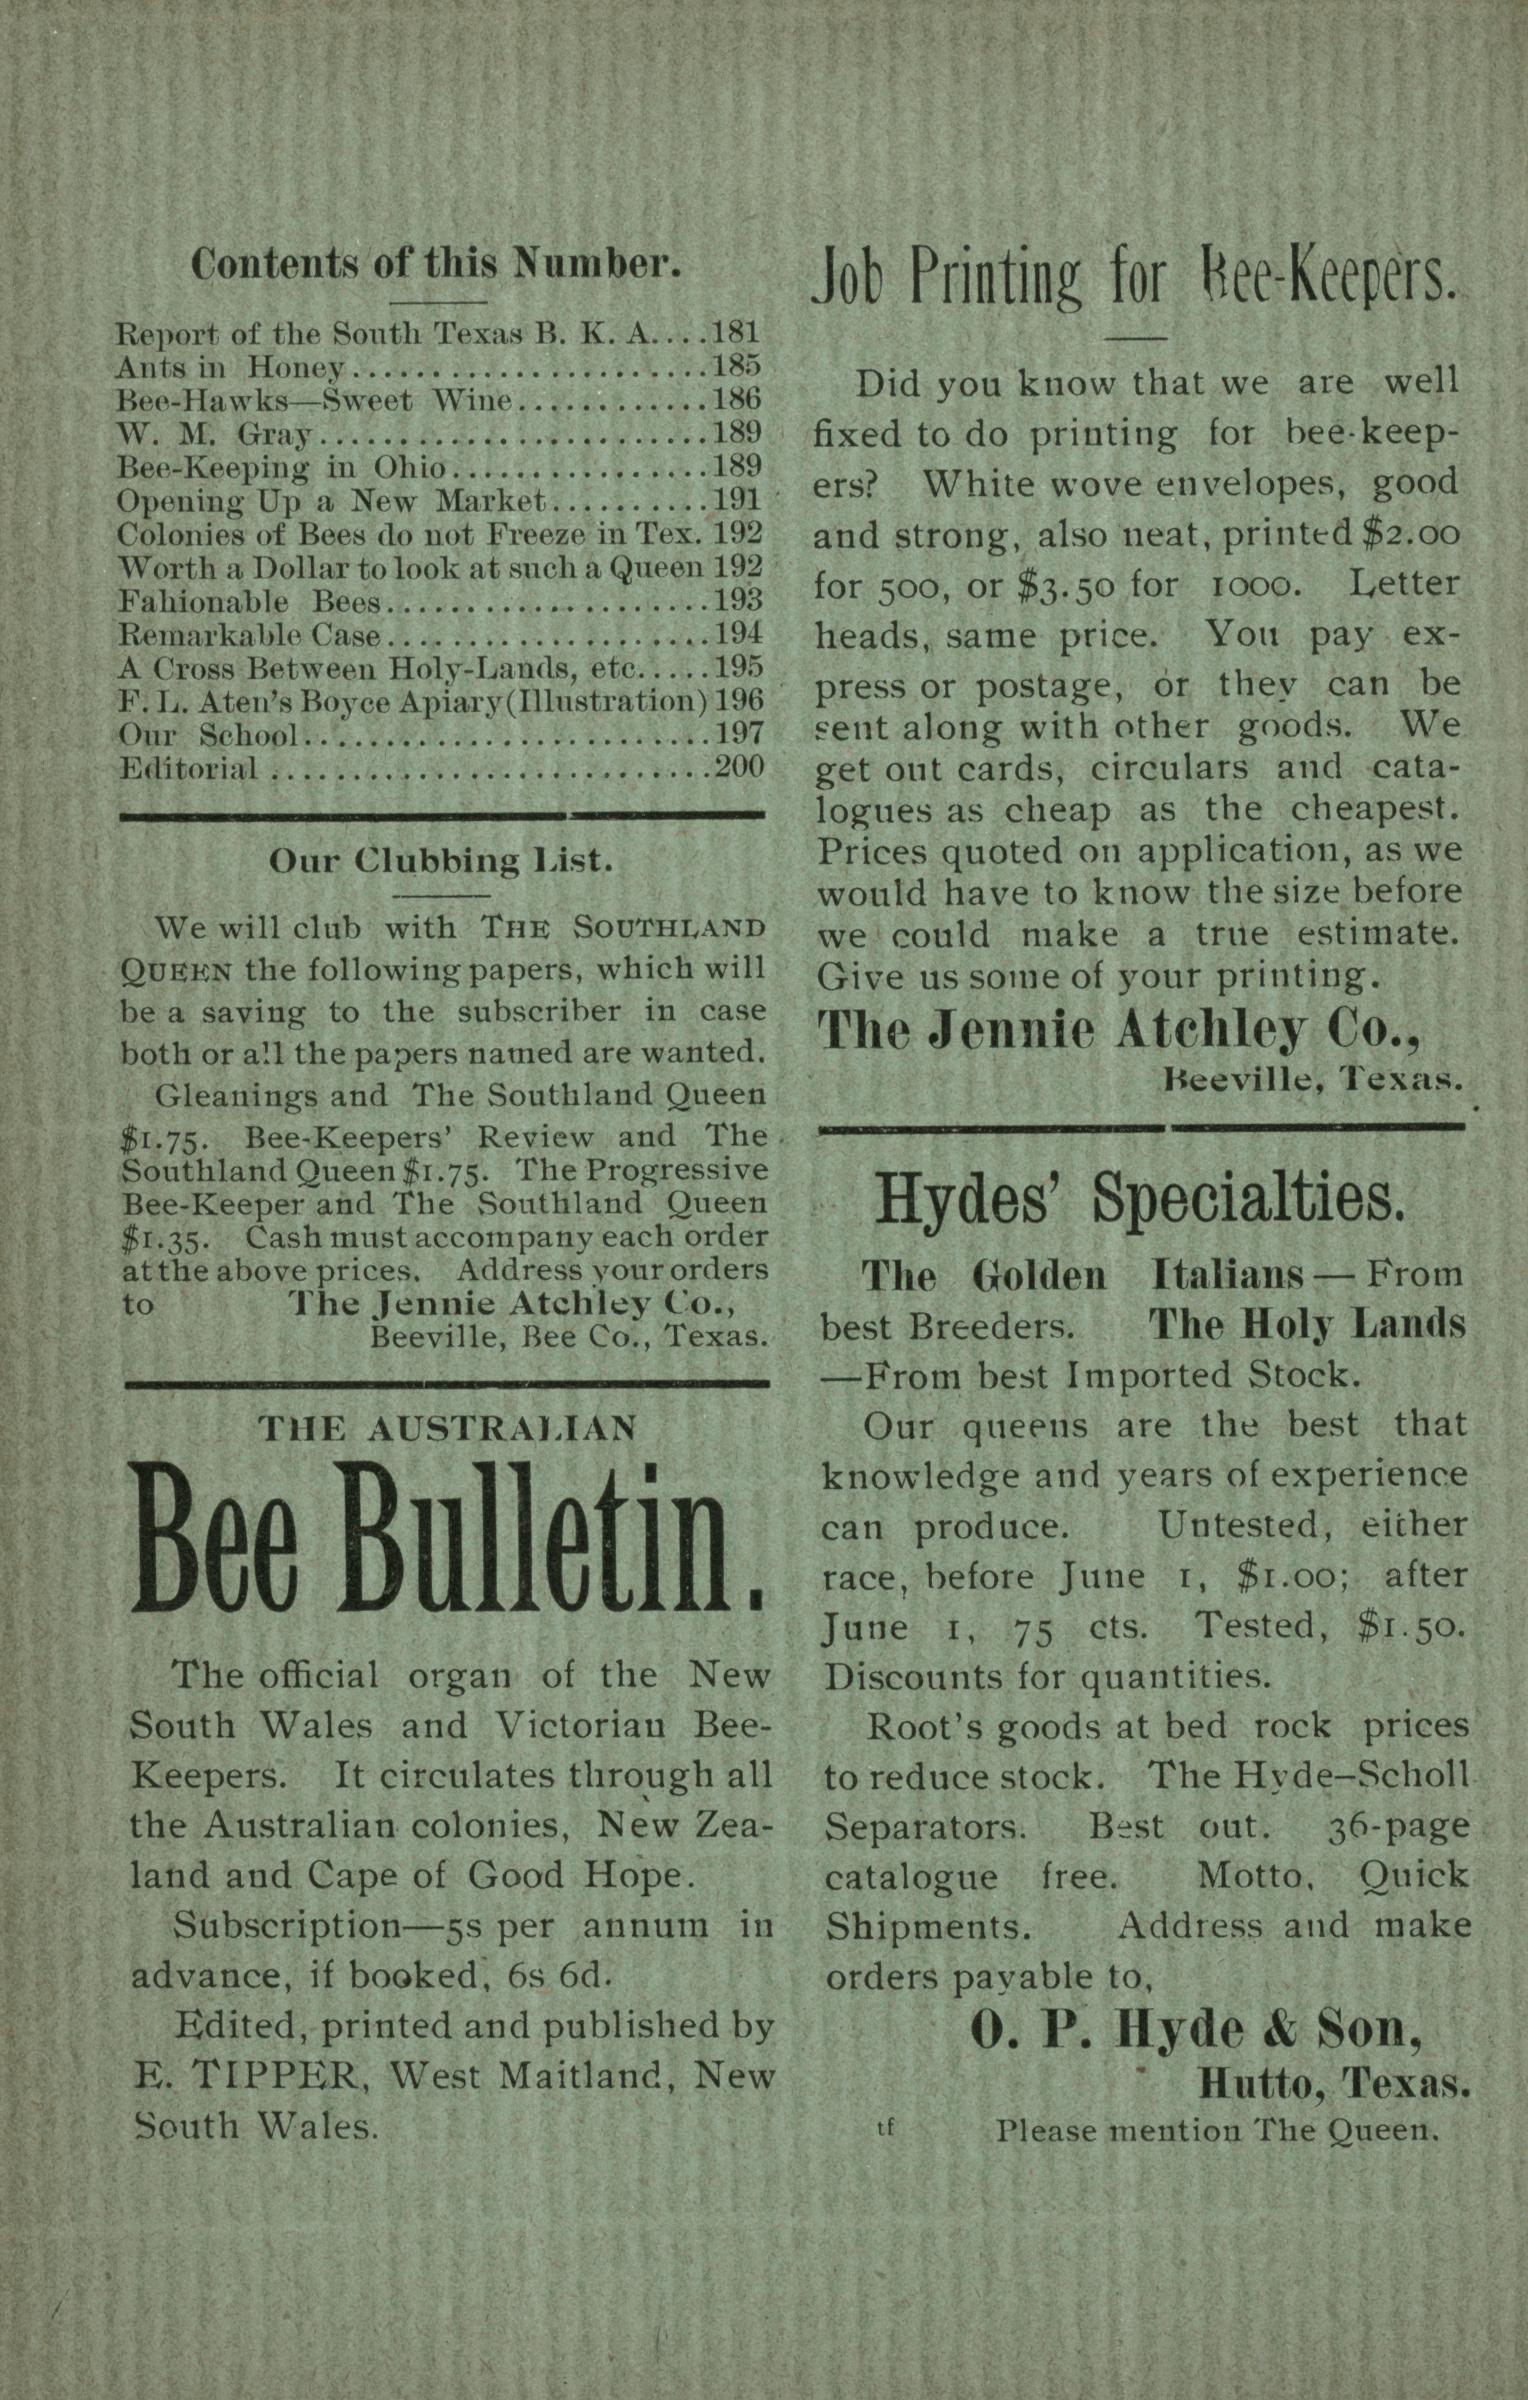 Contents of this Number.
Report of the South Texas B. K. A....181
Ants in Honey......................185
Bee-Hawks—Sweet Wine............186
W. M. Gray........................189
Bee-Keeping in Ohio................189
Opening Up a New Market..........191
Colonies of Bees do not Freeze in Tex. 192
Worth a Dollar to look at such a Queen 192
Fahionable Bees....................193
Remarkable Case....................194
A Cross Between Holy-Lands, etc.....195
F. L. Aten's Boyce Apiary(Illustration) 196
Our School.........................197
Editorial ...........................200
Our Clubbing List.
We will club with THE SOUTHLAND
QUEEN the following papers, which will
be a saving to the subscriber in case
both or all the papers named are wanted.
Gleanings and The Southland Queen
$1.75. Bee-Keepers' Review and The
Southland Queen $1.75. The Progressive
Bee-Keeper and The Southland Queen
$1.35. Cash must accompany each order
at the above prices. Address your orders
to The Jennie Atchley Co.,
Beeville, Bee Co., Texas.
THE AUSTRALIAN
Bee Bulletin.
The official organ of the New
South Wales and Victorian Bee-
Keepers. It circulates through all
the Australian colonies, New Zea-
land and Cape of Good Hope.
Subscription—5s per annum in
advance, if booked, 6s 6d.
Edited, printed and published by
E. TIPPER, West Maitland, New
South Wales.
Job Printing for Bee-Keepers.
Did you know that we are well
fixed to do printing for bee-keep-
ers? White wove envelopes, good
and strong, also neat, printed $2.00
for 500, or $3.50 for 1000. Letter
heads, same price. You pay ex-
press or postage, or they can be
sent along with other goods. We
get out cards, circulars and cata-
logues as cheap as the cheapest.
Prices quoted on application, as we
would have to know the size before
we could make a true estimate.
Give us some of your printing.
The Jennie Atchley Co.,
Beeville, Texas.
Hydes' Specialties.
The Golden Italians — From
best Breeders. The Holy Lands
—From best Imported Stock.
Our queens are the best that
knowledge and years of experience
can produce. Untested, either
race, before June 1, $1.00; after
June 1, 75 cts. Tested, $1.50.
Discounts for quantities.
Root's goods at bed rock prices
to reduce stock. The Hyde–Scholl
Separators. Best out. 36-page
catalogue free. Motto, Quick
Shipments. Address and make
orders payable to,
O. P. Hyde & Son,
Hutto, Texas.
tf Please mention The Queen.